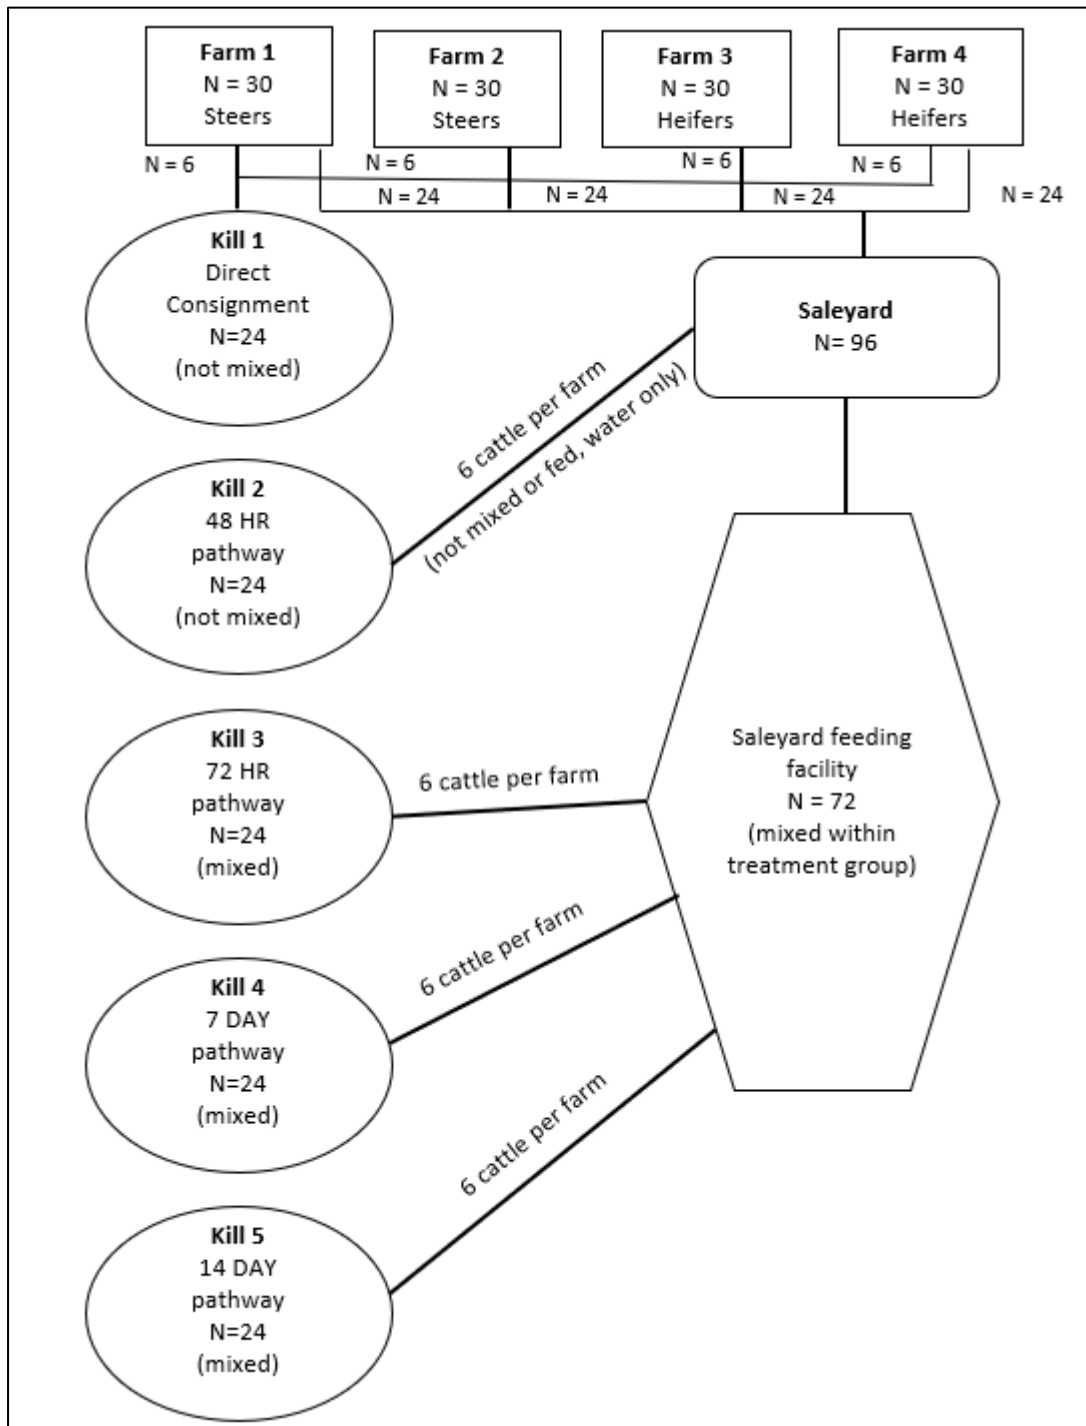 Farm 1
N = 30
Steers
Farm 2
N = 30
Steers
Farm 3
N = 30
Heifers
Farm 4
N = 30
Heifers
N = 6
N = 6
N = 6
N = 6
N = 24
N = 24
N = 24
N = 24
Kill 1
Direct
Consignment
N=24
(not mixed)
Saleyard
N= 96
6 cattle per farm
(not mixed or fed, water only)
Kill 2
48 HR
pathway
N=24
(not mixed)
Kill 3
72 HR
pathway
N=24
(mixed)
6 cattle per farm
Saleyard feeding
facility
N = 72
(mixed within
treatment group)
Kill 4
7 DAY
pathway
N=24
(mixed)
6 cattle per farm
Kill 5
14 DAY
pathway
N=24
(mixed)
6 cattle per farm